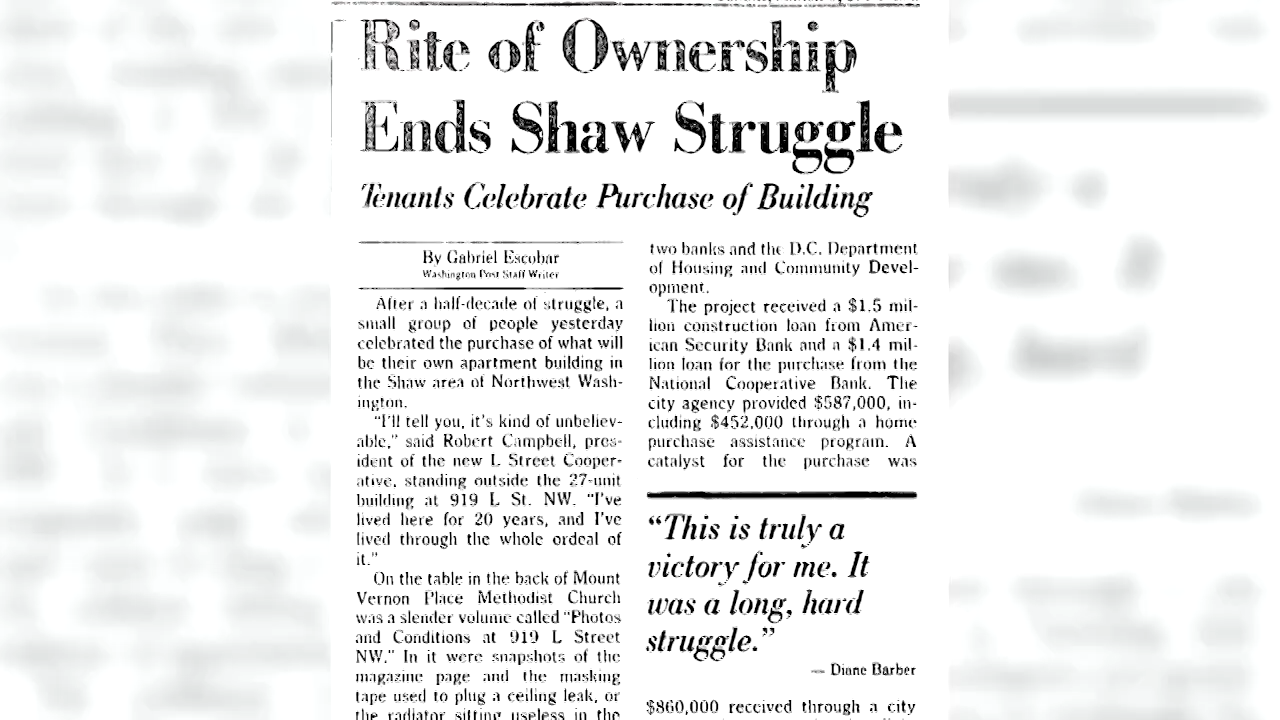 Rite of Ownership
Ends Shaw Struggle
Tenants Celebrate Purchase of Building
By Gabriel Escobar
Washington Post Staff Writer
After a half-decade of struggle, a
small group of people yesterday
celebrated the purchase of what will
be their own apartment building in
the Shaw area of Northwest Wash-
ington.
“I’ll tell you, it’s kind of unbeliev-
able,” said Robert Campbell, pres-
ident of the new L Street Cooper-
ative, standing outside the 27-unit
building at 919 L St. NW. “I’ve
lived here for 20 years, and I’ve
lived through the whole ordeal of
it.”
On the table in the back of Mount
Vernon Place Methodist Church
was a slender volume called “Photos
and Conditions at 919 L Street
NW.” In it were snapshots of the
magazine page and the masking
tape used to plug a ceiling leak, or
the radiator sitting useless in the
two banks and the D.C. Department
of Housing and Community Devel-
opment.
The project received a $1.5 mil-
lion construction loan from Amer-
ican Security Bank and a $1.4 mil-
lion loan for the purchase from the
National Cooperative Bank. The
city agency provided $587,000, in-
cluding $452,000 through a home
purchase assistance program. A
catalyst for the purchase was
“This is truly a
victory for me. It
was a long, hard
struggle.”
— Diane Barber
$860,000 received through a city